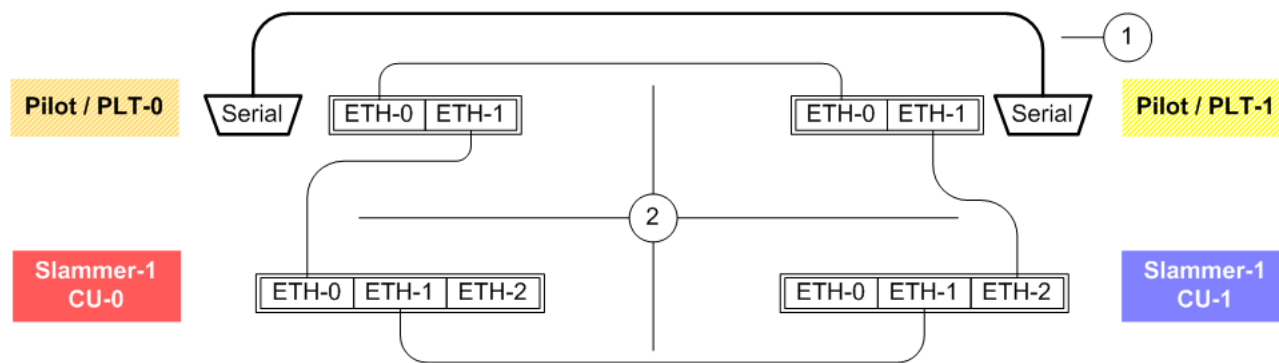 1
Pilot / PLT-0
Serial
ETH-0 ETH-1
ETH-0 ETH-1
Serial
Pilot / PLT-1
2
Slammer-1
CU-0
ETH-0 ETH-1 ETH-2
ETH-0 ETH-1 ETH-2
Slammer-1
CU-1